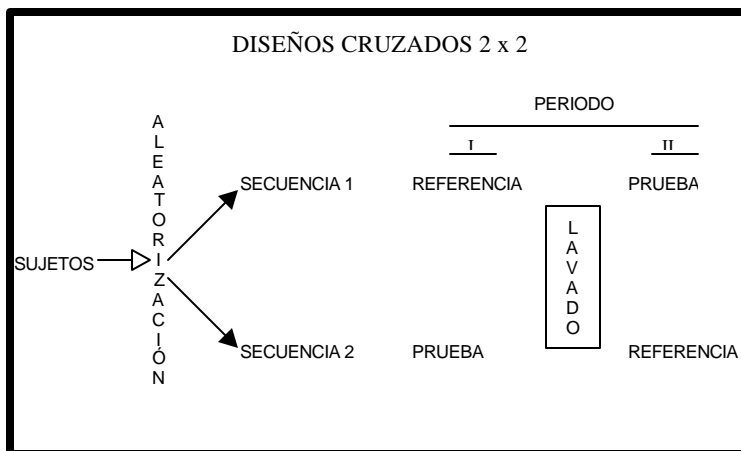 DISEÑOS CRUZADOS 2 x 2
PERIODO
I II
ALEATORIZACIÓN
SECUENCIA 1 REFERENCIA PRUEBA
SUJETOS
LAVADO
SECUENCIA 2 PRUEBA REFERENCIA